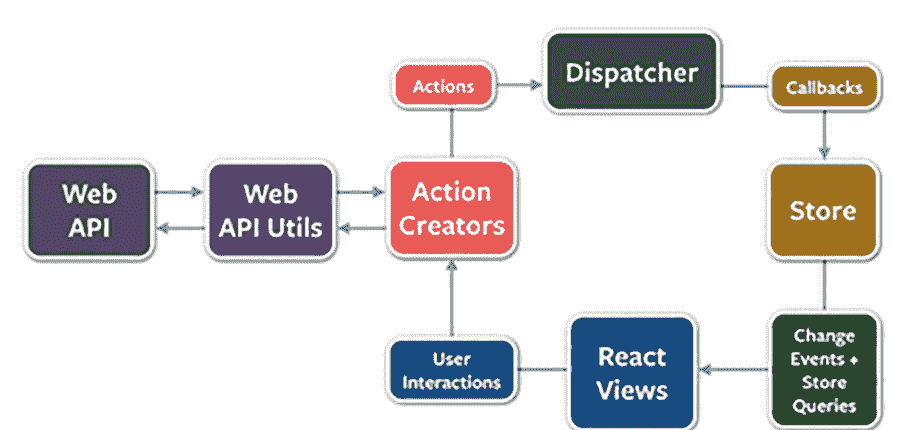 Actions
Dispatcher
Callbacks
Web
API
Web
API Utils
Action
Creators
Store
User
Interactions
React
Views
Change
Events +
Store
Queries